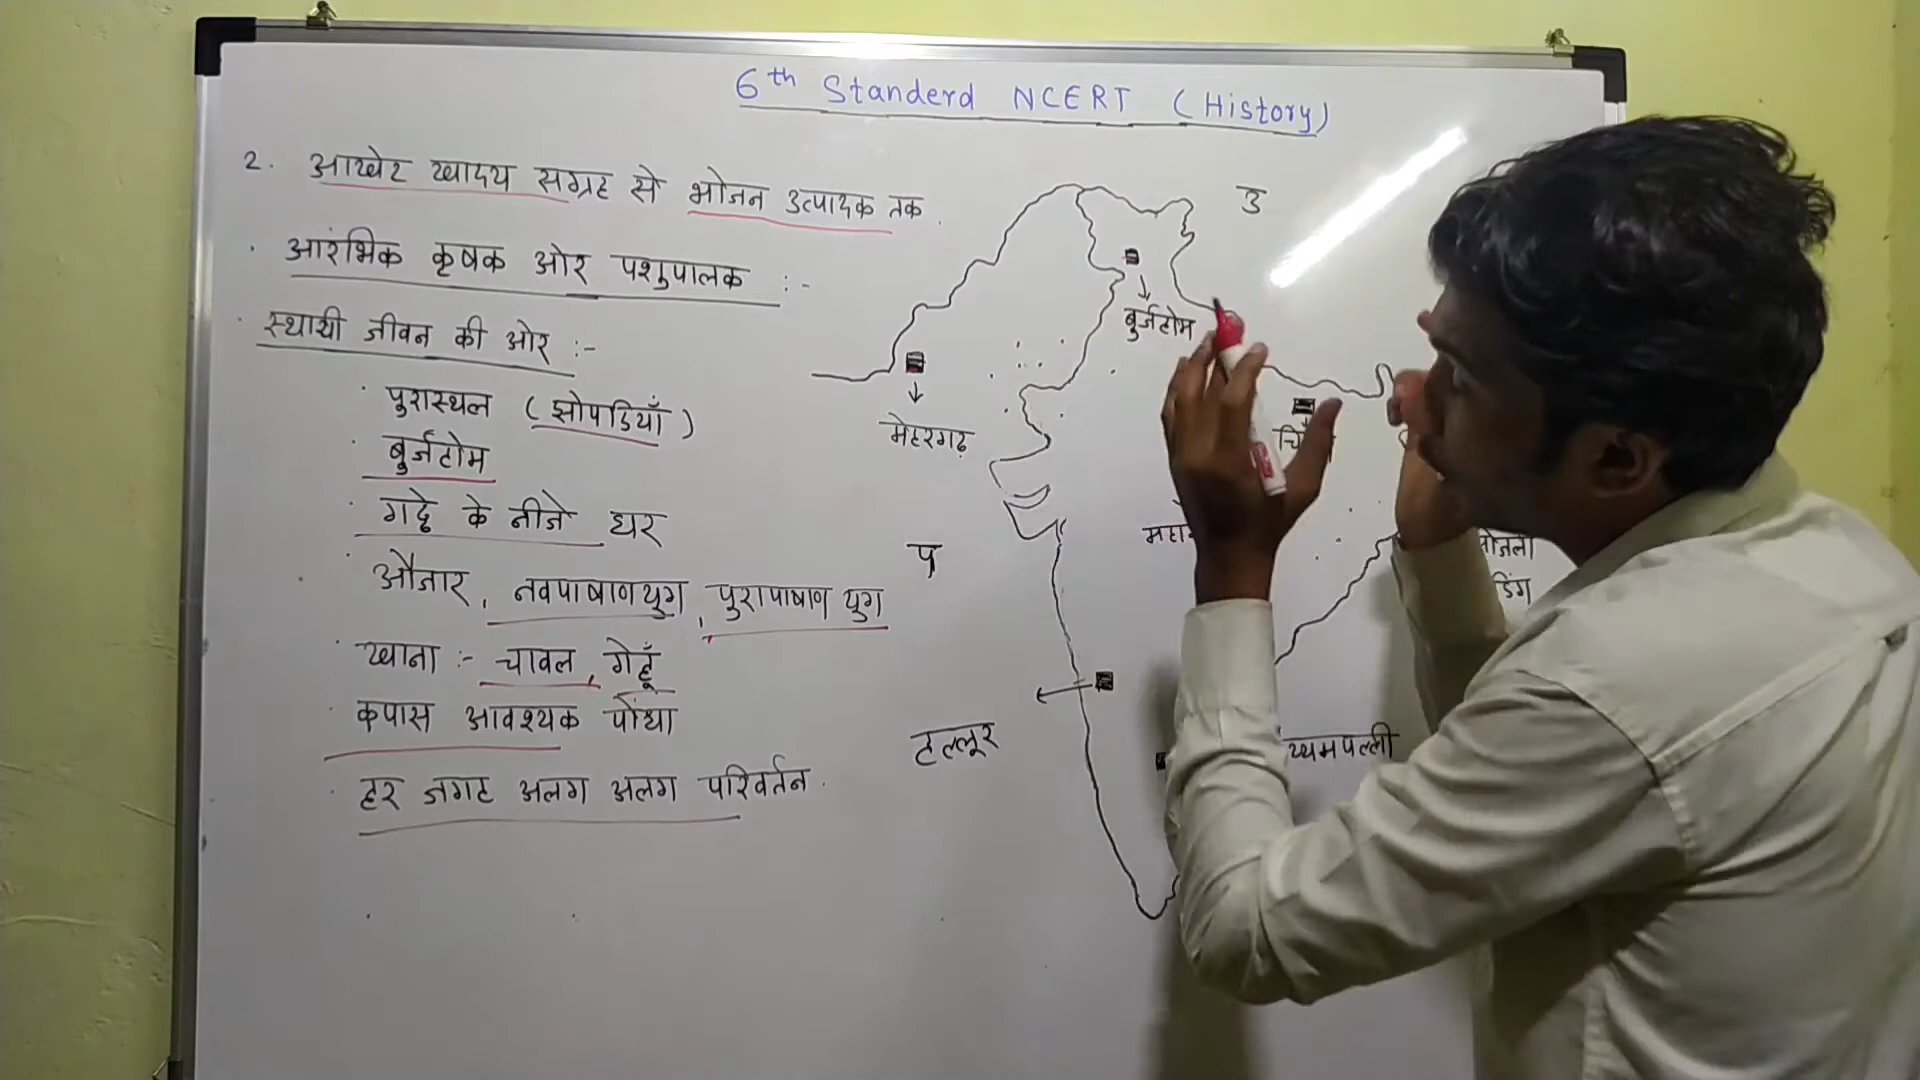 6th Standerd NCERT (History)
2. आखेट खादय सग्रह से भोजन उत्पादक तक.
· आरंभिक कृषक ओर पशुपालक :-
· स्थायी जीवन की ओर :-
· पुरास्थल (झोपडियाँ)
· बुर्जहोम
· गढ्ढे के नीजे घर
· औजार, नवपाषाणयुग, पुरापाषाण युग
· खाना :- चावल, गेहूँ
· कपास आवश्यक पोंधा
· हर जगह अलग अलग परिवर्तन.
उ
बुर्जहोम
मेहरगढ़
प
हल्लूर